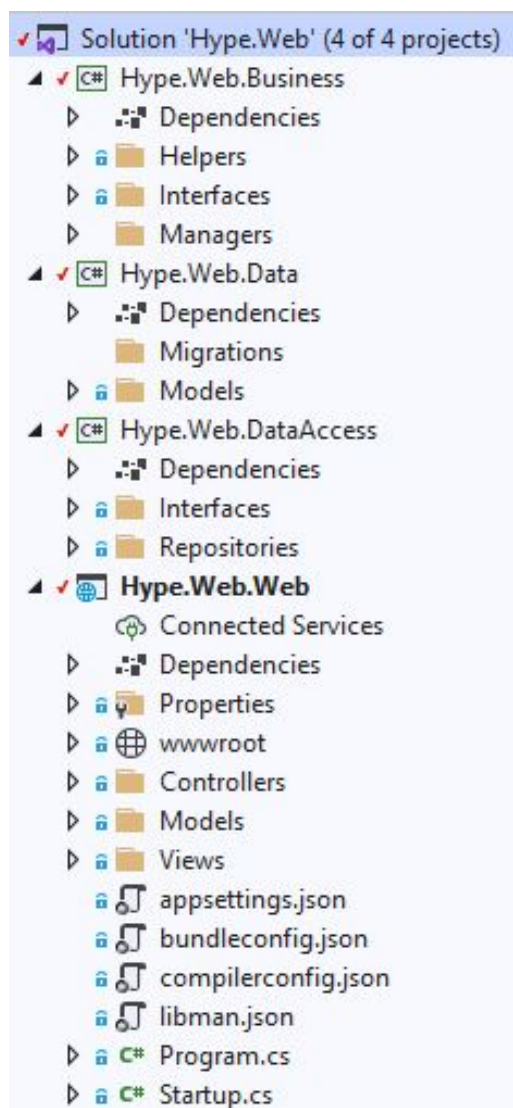 Solution 'Hype.Web' (4 of 4 projects)
C# Hype.Web.Business
Dependencies
Helpers
Interfaces
Managers
C# Hype.Web.Data
Dependencies
Migrations
Models
C# Hype.Web.DataAccess
Dependencies
Interfaces
Repositories
Hype.Web.Web
Connected Services
Dependencies
Properties
wwwroot
Controllers
Models
Views
appsettings.json
bundleconfig.json
compilerconfig.json
libman.json
C# Program.cs
C# Startup.cs